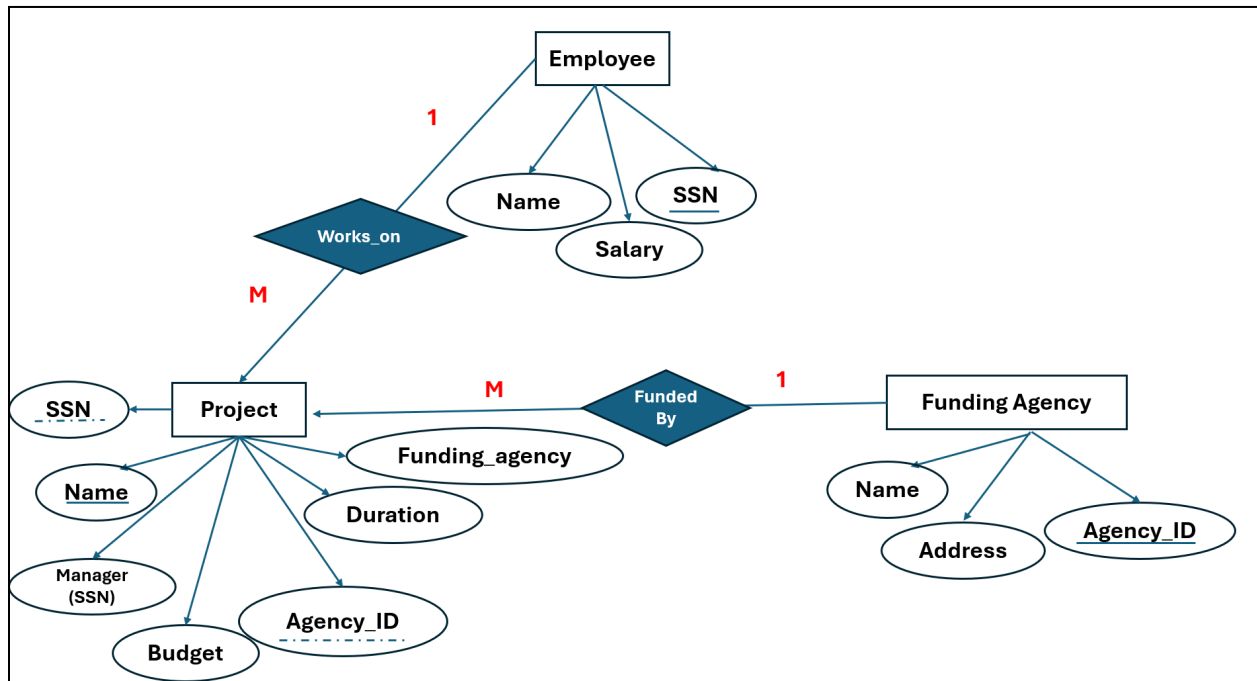 Employee
1
Name
SSN
Salary
Works_on
M
SSN
Project
M
Funded
By
1
Funding Agency
Funding_agency
Name
Duration
Manager
(SSN)
Budget
Agency_ID
Name
Address
Agency_ID